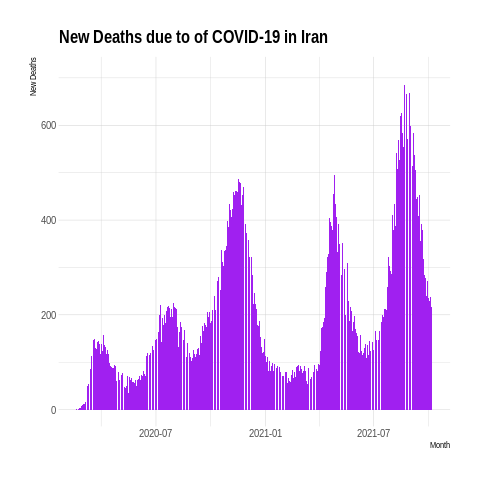 New Deaths due to of COVID-19 in Iran
New Deaths
600
400
200
0
2020-07
2021-01
2021-07
Month